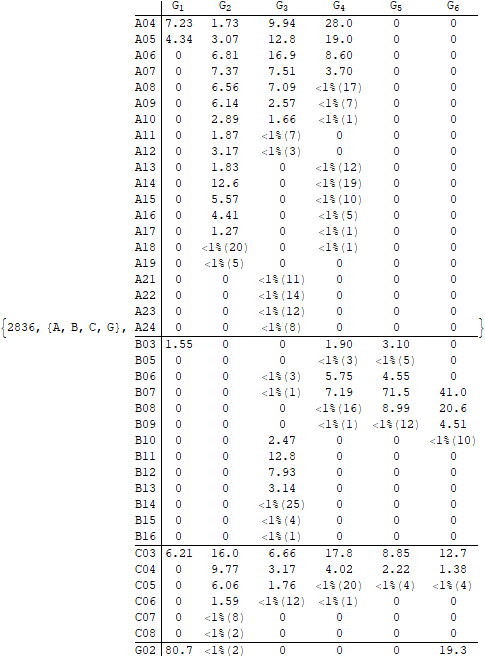 G1 G2 G3 G4 G5 G6
A04 7.23 1.73 9.94 28.0 0 0
A05 4.34 3.07 12.8 19.0 0 0
A06 0 6.81 16.9 8.60 0 0
A07 0 7.37 7.51 3.70 0 0
A08 0 6.56 7.09 <1%(17) 0 0
A09 0 6.14 2.57 <1%(7) 0 0
A10 0 2.89 1.66 <1%(1) 0 0
A11 0 1.87 <1%(7) 0 0 0
A12 0 3.17 <1%(3) 0 0 0
A13 0 1.83 0 <1%(12) 0 0
A14 0 12.6 0 <1%(19) 0 0
A15 0 5.57 0 <1%(10) 0 0
A16 0 4.41 0 <1%(5) 0 0
A17 0 1.27 0 <1%(1) 0 0
A18 0 <1%(20) 0 <1%(1) 0 0
A19 0 <1%(5) 0 0 0 0
A21 0 0 <1%(11) 0 0 0
A22 0 0 <1%(14) 0 0 0
A23 0 0 <1%(12) 0 0 0
{2836, {A, B, C, G}, A24 0 0 <1%(8) 0 0 0 }
B03 1.55 0 0 1.90 3.10 0
B05 0 0 0 <1%(3) <1%(5) 0
B06 0 0 <1%(3) 5.75 4.55 0
B07 0 0 <1%(1) 7.19 71.5 41.0
B08 0 0 0 <1%(16) 8.99 20.6
B09 0 0 0 <1%(1) <1%(12) 4.51
B10 0 0 2.47 0 0 <1%(10)
B11 0 0 12.8 0 0 0
B12 0 0 7.93 0 0 0
B13 0 0 3.14 0 0 0
B14 0 0 <1%(25) 0 0 0
B15 0 0 <1%(4) 0 0 0
B16 0 0 <1%(1) 0 0 0
C03 6.21 16.0 6.66 17.8 8.85 12.7
C04 0 9.77 3.17 4.02 2.22 1.38
C05 0 6.06 1.76 <1%(20) <1%(4) <1%(4)
C06 0 1.59 <1%(12) <1%(1) 0 0
C07 0 <1%(8) 0 0 0 0
C08 0 <1%(2) 0 0 0 0
G02 80.7 <1%(2) 0 0 0 19.3